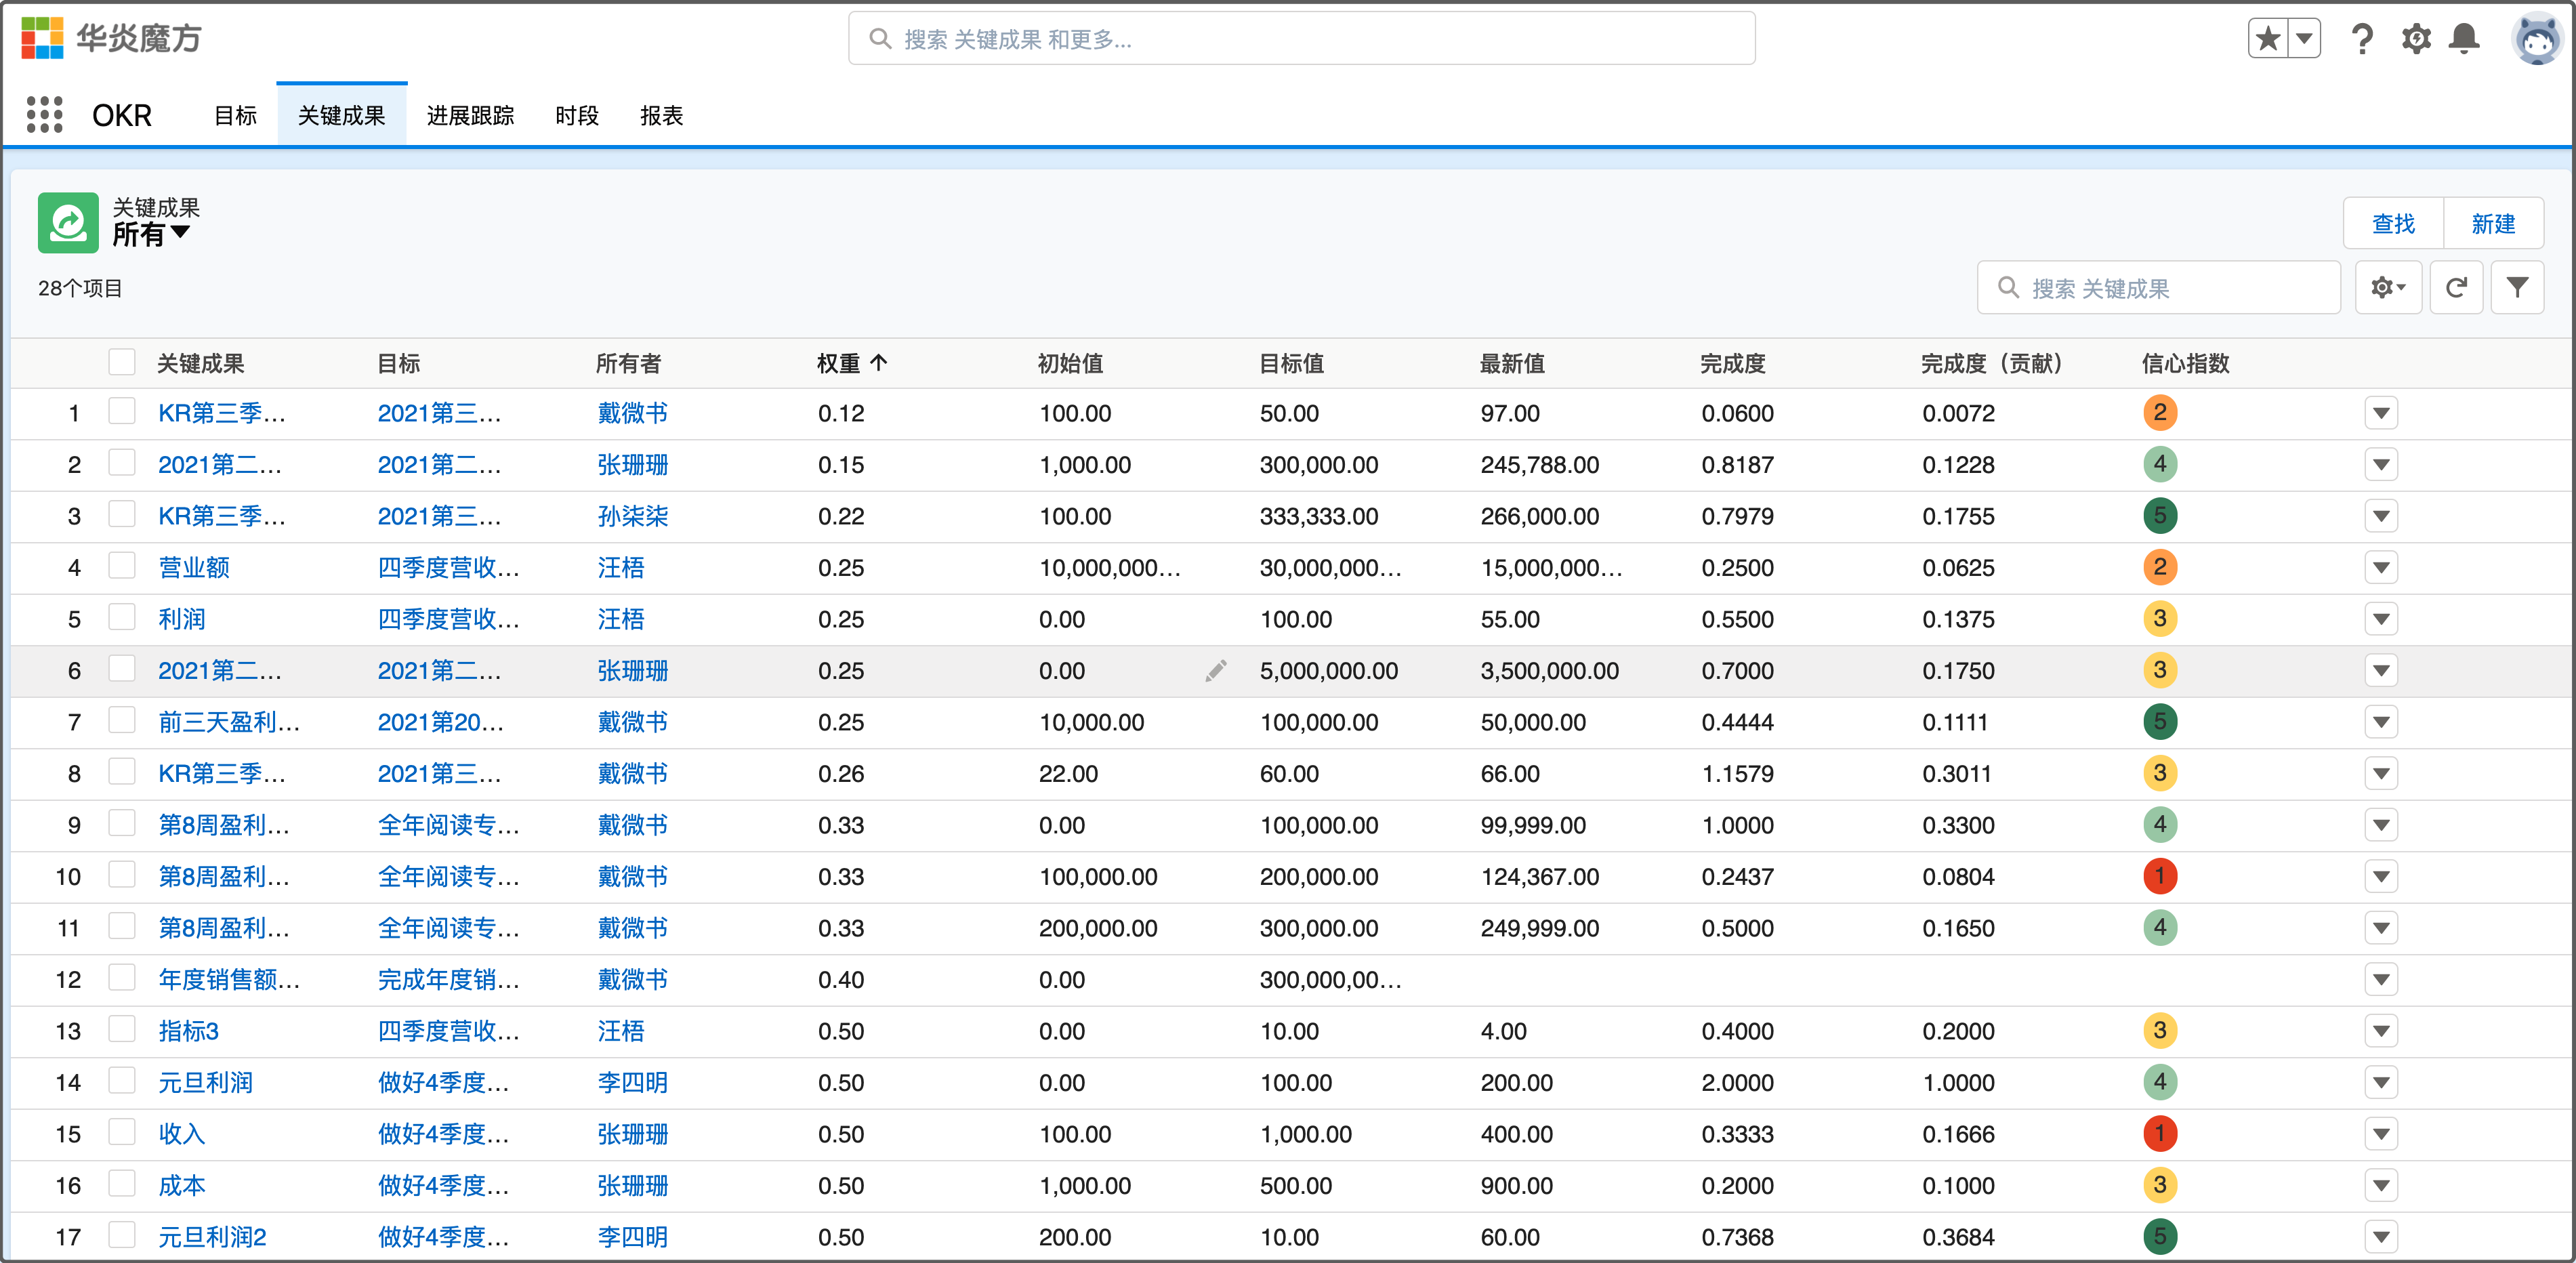 华炎魔方
搜索 关键成果 和更多...
OKR 目标 关键成果 进展跟踪 时段 报表
关键成果
所有
查找 新建
28个项目
搜索 关键成果
关键成果 目标 所有者 权重 ↑ 初始值 目标值 最新值 完成度 完成度（贡献） 信心指数
1 KR第三季... 2021第三... 戴微书 0.12 100.00 50.00 97.00 0.0600 0.0072 2
2 2021第二... 2021第二... 张珊珊 0.15 1,000.00 300,000.00 245,788.00 0.8187 0.1228 4
3 KR第三季... 2021第三... 孙柒柒 0.22 100.00 333,333.00 266,000.00 0.7979 0.1755 5
4 营业额 四季度营收... 汪梧 0.25 10,000,000... 30,000,000... 15,000,000... 0.2500 0.0625 2
5 利润 四季度营收... 汪梧 0.25 0.00 100.00 55.00 0.5500 0.1375 3
6 2021第二... 2021第二... 张珊珊 0.25 0.00 5,000,000.00 3,500,000.00 0.7000 0.1750 3
7 前三天盈利... 2021第20... 戴微书 0.25 10,000.00 100,000.00 50,000.00 0.4444 0.1111 5
8 KR第三季... 2021第三... 戴微书 0.26 22.00 60.00 66.00 1.1579 0.3011 3
9 第8周盈利... 全年阅读专... 戴微书 0.33 0.00 100,000.00 99,999.00 1.0000 0.3300 4
10 第8周盈利... 全年阅读专... 戴微书 0.33 100,000.00 200,000.00 124,367.00 0.2437 0.0804 1
11 第8周盈利... 全年阅读专... 戴微书 0.33 200,000.00 300,000.00 249,999.00 0.5000 0.1650 4
12 年度销售额... 完成年度销... 戴微书 0.40 0.00 300,000,00...
13 指标3 四季度营收... 汪梧 0.50 0.00 10.00 4.00 0.4000 0.2000 3
14 元旦利润 做好4季度... 李四明 0.50 0.00 100.00 200.00 2.0000 1.0000 4
15 收入 做好4季度... 张珊珊 0.50 100.00 1,000.00 400.00 0.3333 0.1666 1
16 成本 做好4季度... 张珊珊 0.50 1,000.00 500.00 900.00 0.2000 0.1000 3
17 元旦利润2 做好4季度... 李四明 0.50 200.00 10.00 60.00 0.7368 0.3684 5